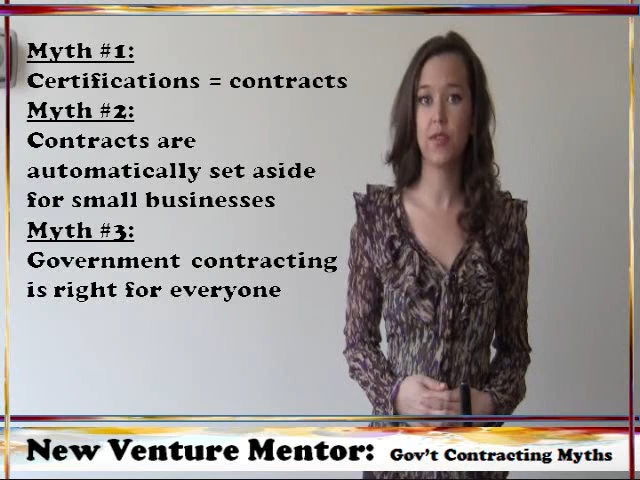 Myth #1:
Certifications = contracts
Myth #2:
Contracts are
automatically set aside
for small businesses
Myth #3:
Government contracting
is right for everyone
New Venture Mentor: Gov't Contracting Myths